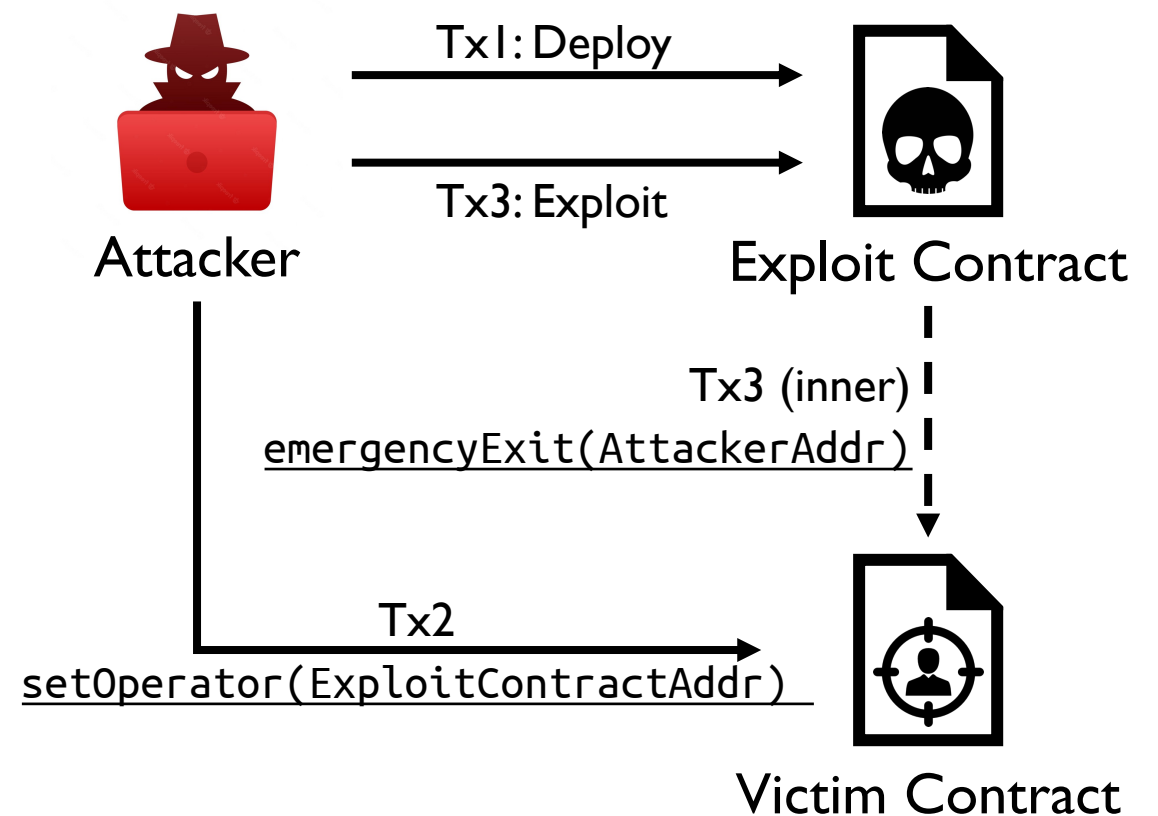 Tx1: Deploy
Tx3: Exploit
Attacker
Exploit Contract
Tx3 (inner)
emergencyExit(AttackerAddr)
Tx2
setOperator(ExploitContractAddr)
Victim Contract